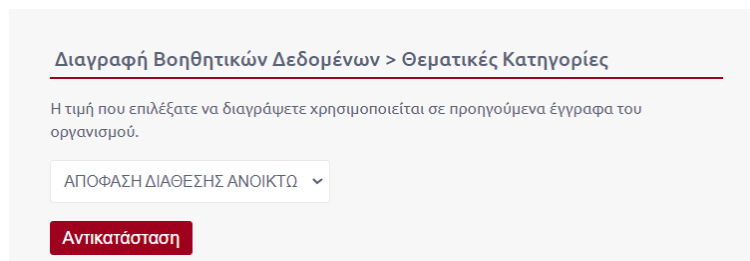 Διαγραφή Βοηθητικών Δεδομένων > Θεματικές Κατηγορίες
Η τιμή που επιλέξατε να διαγράψετε χρησιμοποιείται σε προηγούμενα έγγραφα του
οργανισμού.
ΑΠΟΦΑΣΗ ΔΙΑΘΕΣΗΣ ΑΝΟΙΚΤΩ
Αντικατάσταση